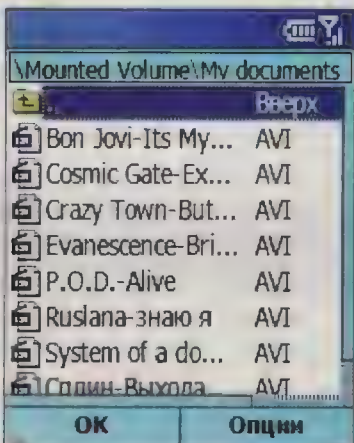 \Mounted Volume\My documents
.. Вверх
Bon Jovi-Its My... AVI
Cosmic Gate-Ex... AVI
Crazy Town-But... AVI
Evanescence-Bri... AVI
P.O.D.-Alive AVI
Ruslana-знаю я AVI
System of a do... AVI
Сплин-Выхода AVI
OK Опции